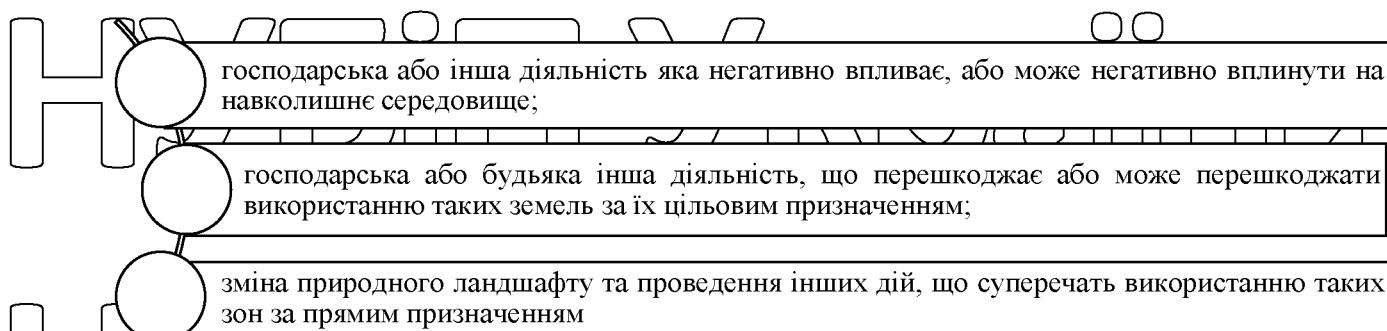 господарська або інша діяльність яка негативно впливає, або може негативно вплинути на
навколишнє середовище;
господарська або будьяка інша діяльність, що перешкоджає або може перешкоджати
використанню таких земель за їх цільовим призначенням;
зміна природного ландшафту та проведення інших дій, що суперечать використанню таких
зон за прямим призначенням